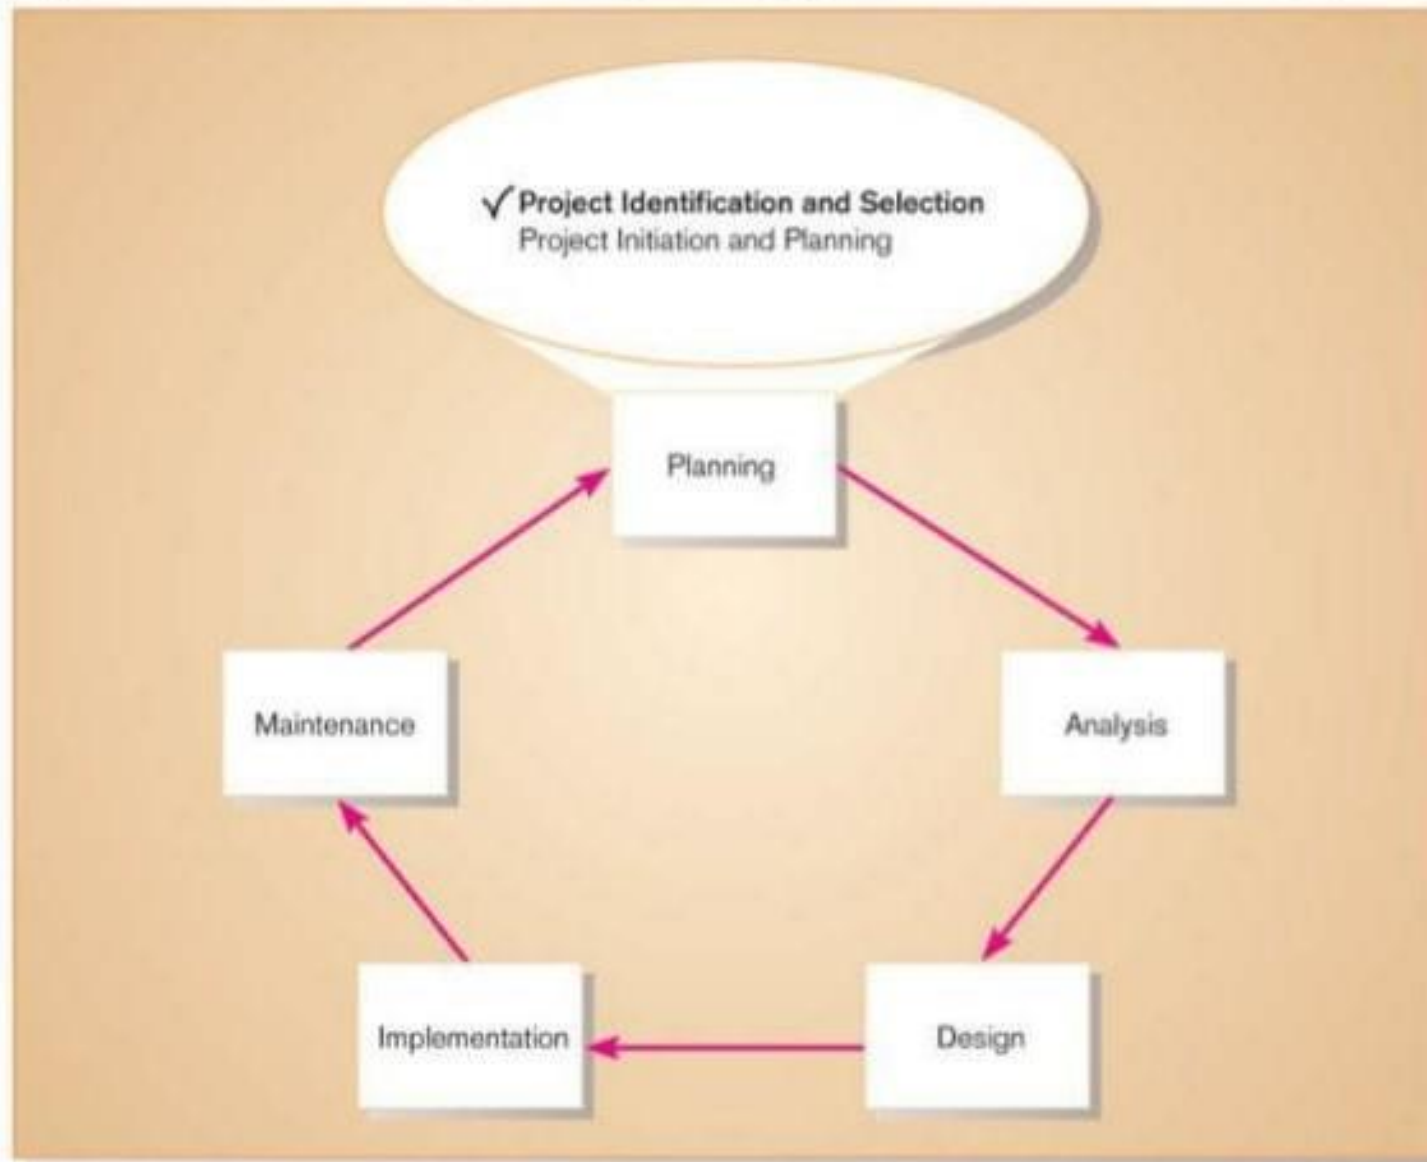 ✓ Project Identification and Selection
Project Initiation and Planning
Planning
Maintenance
Analysis
Implementation
Design